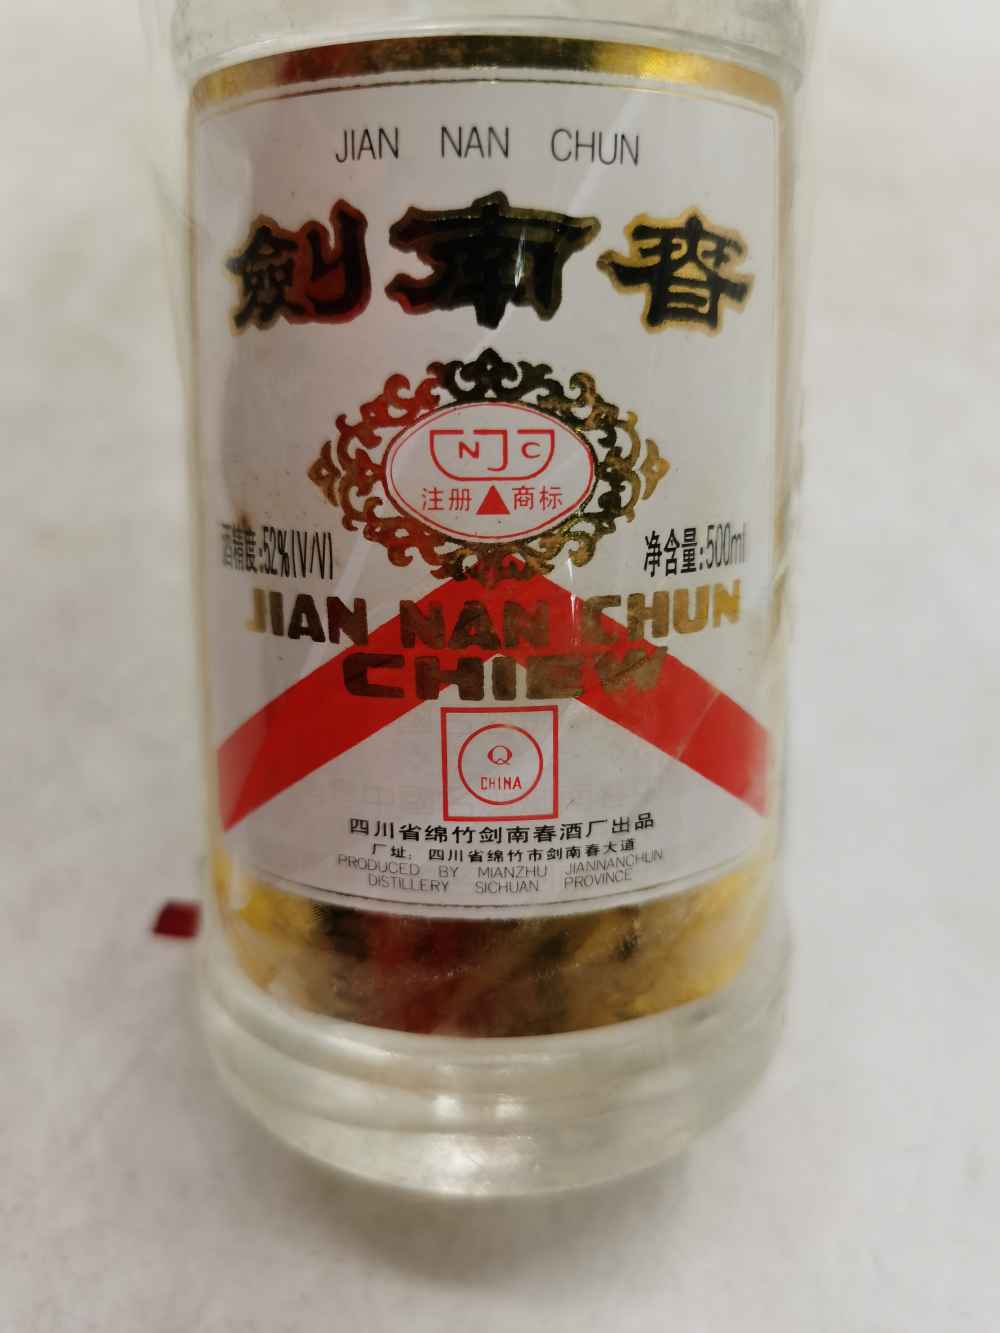 JIAN NAN CHUN
劍南春
NJC
注册 商标
酒精度:52%(V/V)
净含量:500ml
JIAN NAN CHUN
CHIEW
Q
CHINA
四川省绵竹剑南春酒厂出品
厂址: 四川省绵竹市剑南春大道
PRODUCED BY MIANZHU JIANNANCHUN
DISTILLERY SICHUAN PROVINCE